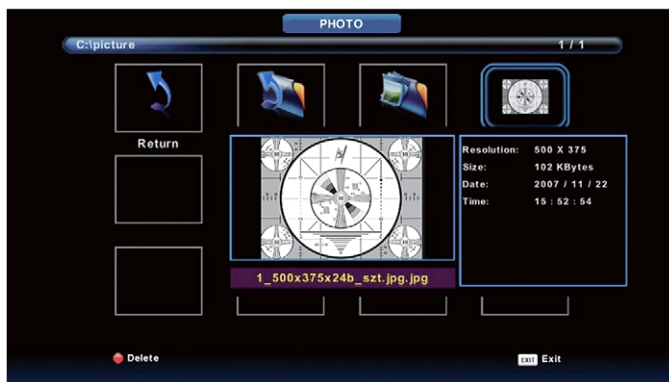 PHOTO
C:\picture
1 / 1
Return
Resolution: 500 X 375
Size: 102 KBytes
Date: 2007 / 11 / 22
Time: 15 : 52 : 54
1_500x375x24b_szt.jpg.jpg
Delete
EXIT Exit